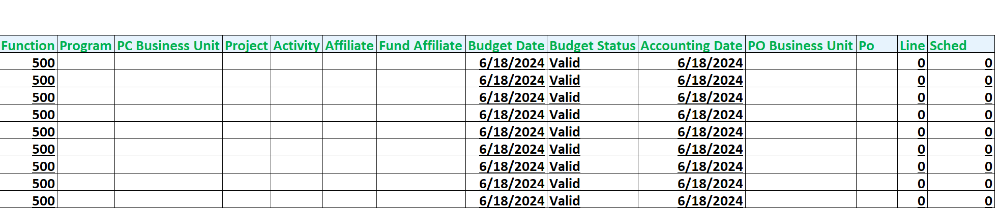 Function Program PC Business Unit Project Activity Affiliate Fund Affiliate Budget Date Budget Status Accounting Date PO Business Unit Po Line Sched
500 6/18/2024 Valid 6/18/2024 0 0
500 6/18/2024 Valid 6/18/2024 0 0
500 6/18/2024 Valid 6/18/2024 0 0
500 6/18/2024 Valid 6/18/2024 0 0
500 6/18/2024 Valid 6/18/2024 0 0
500 6/18/2024 Valid 6/18/2024 0 0
500 6/18/2024 Valid 6/18/2024 0 0
500 6/18/2024 Valid 6/18/2024 0 0
500 6/18/2024 Valid 6/18/2024 0 0